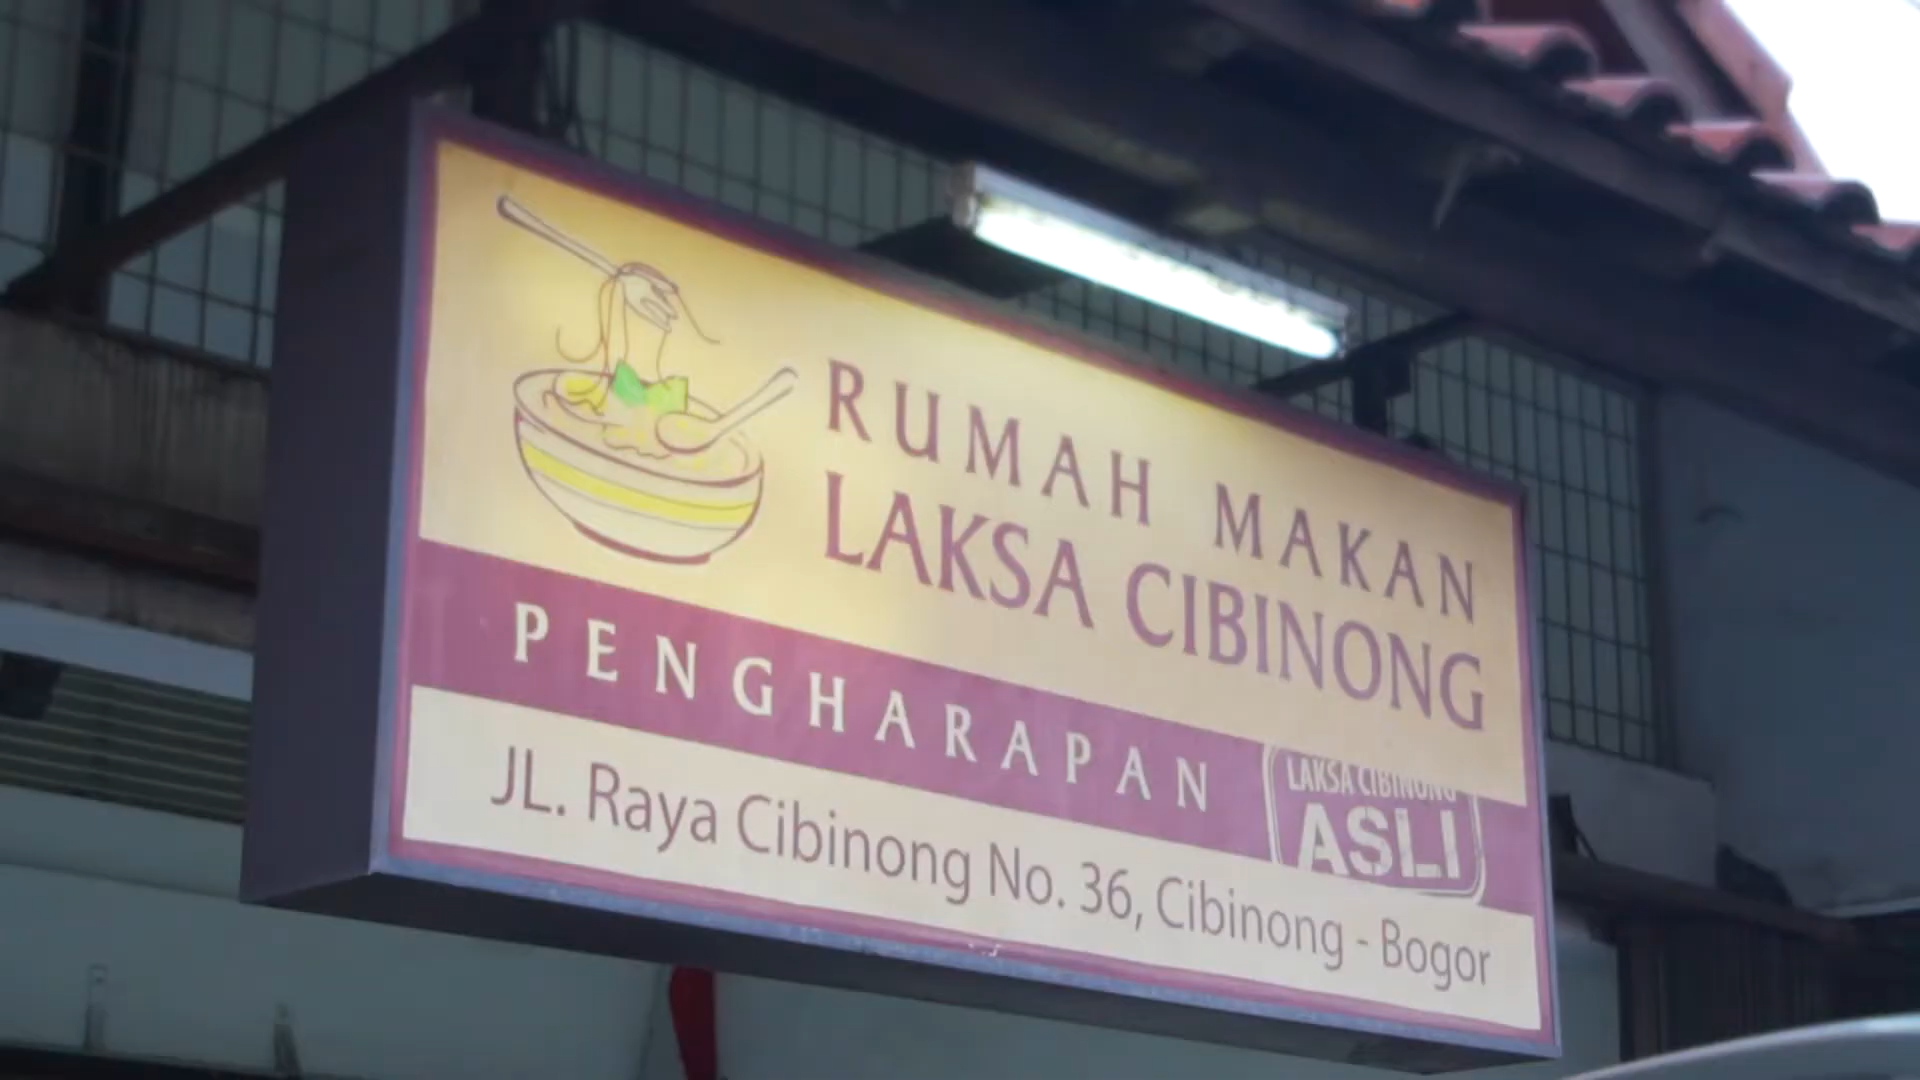 RUMAH MAKAN
LAKSA CIBINONG
PENGHARAPAN
LAKSA CIBINONG
ASLI
JL. Raya Cibinong No. 36, Cibinong - Bogor